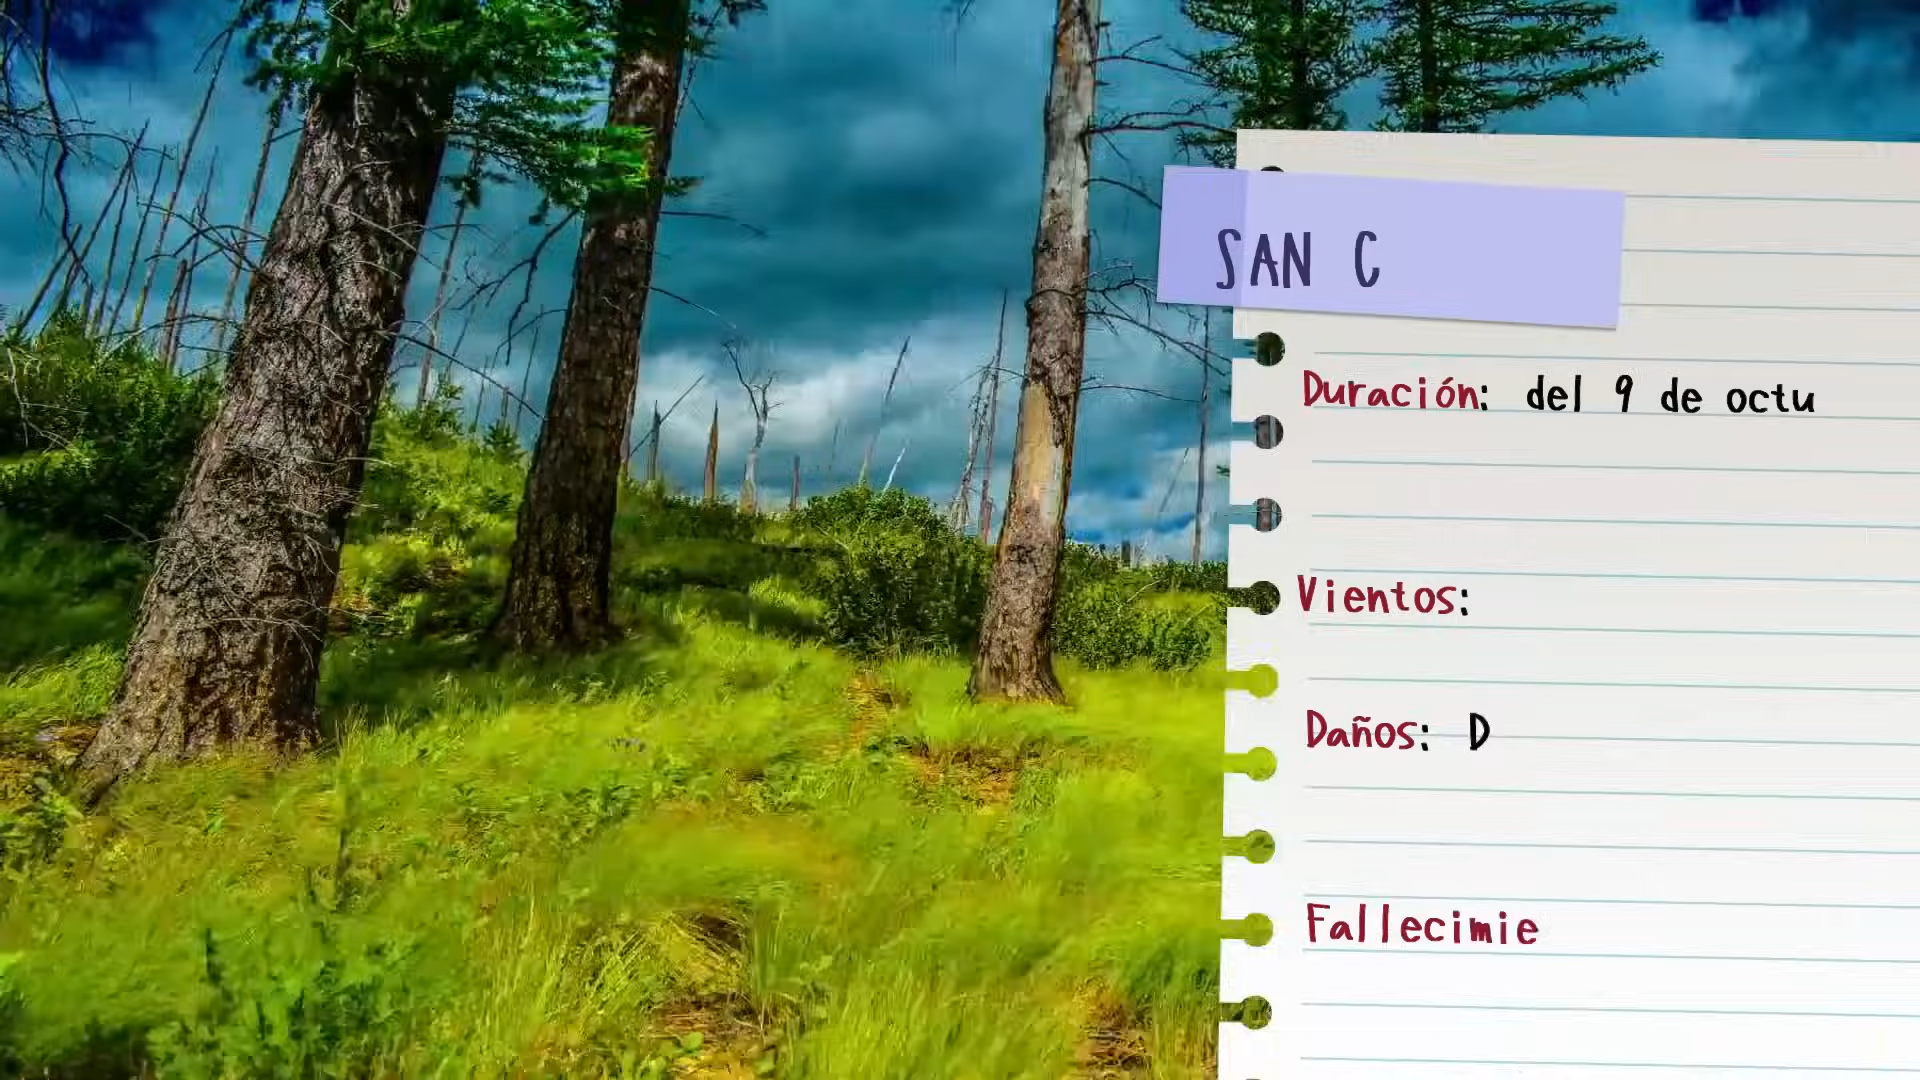 SAN C
Duración: del 9 de octu
Vientos:
Daños: D
Fallecimie